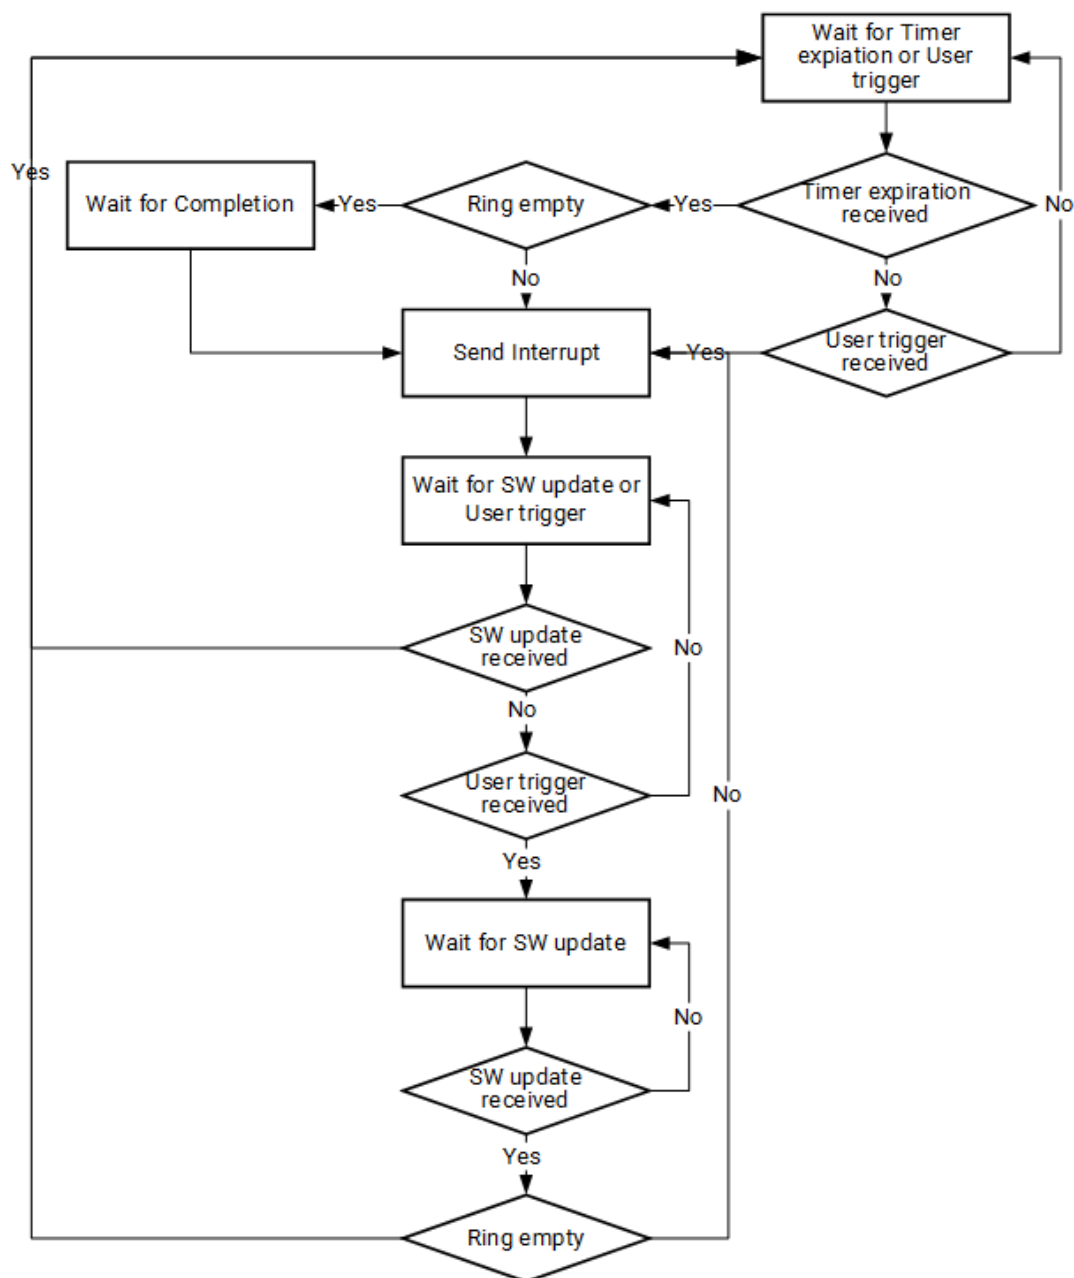 Wait for Timer
expiation or User
trigger
Yes
Wait for Completion
Yes
Ring empty
Yes
Timer expiration
received
No
No
No
Send Interrupt
Yes
User trigger
received
Wait for SW update or
User trigger
SW update
received
No
No
User trigger
received
No
Yes
Wait for SW update
No
SW update
received
Yes
Ring empty